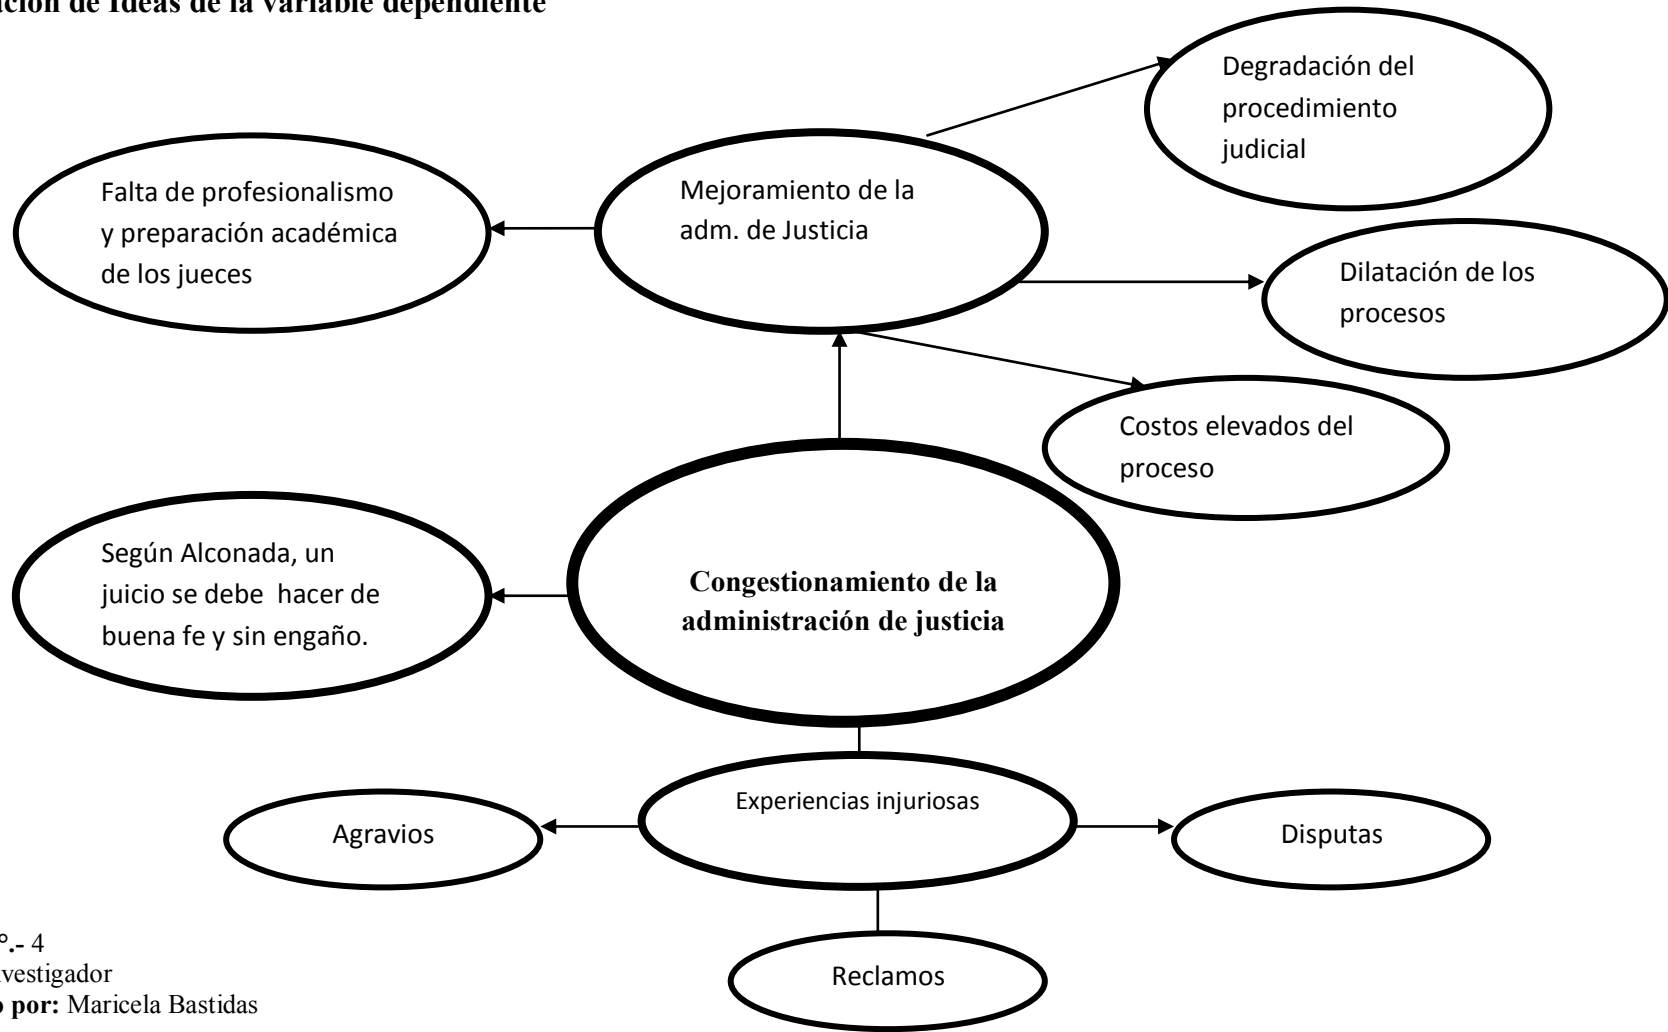 de Ideas de la variable dependiente
Degradación del
procedimiento
judicial
Falta de profesionalismo
y preparación académica
de los jueces
Mejoramiento de la
adm. de Justicia
Dilatación de los
procesos
Costos elevados del
proceso
Según Alconada, un
juicio se debe hacer de
buena fe y sin engaño.
Congestionamiento de la
administración de justicia
Experiencias injuriosas
Agravios
Disputas
Reclamos
°.- 4
vestigador
por: Maricela Bastidas